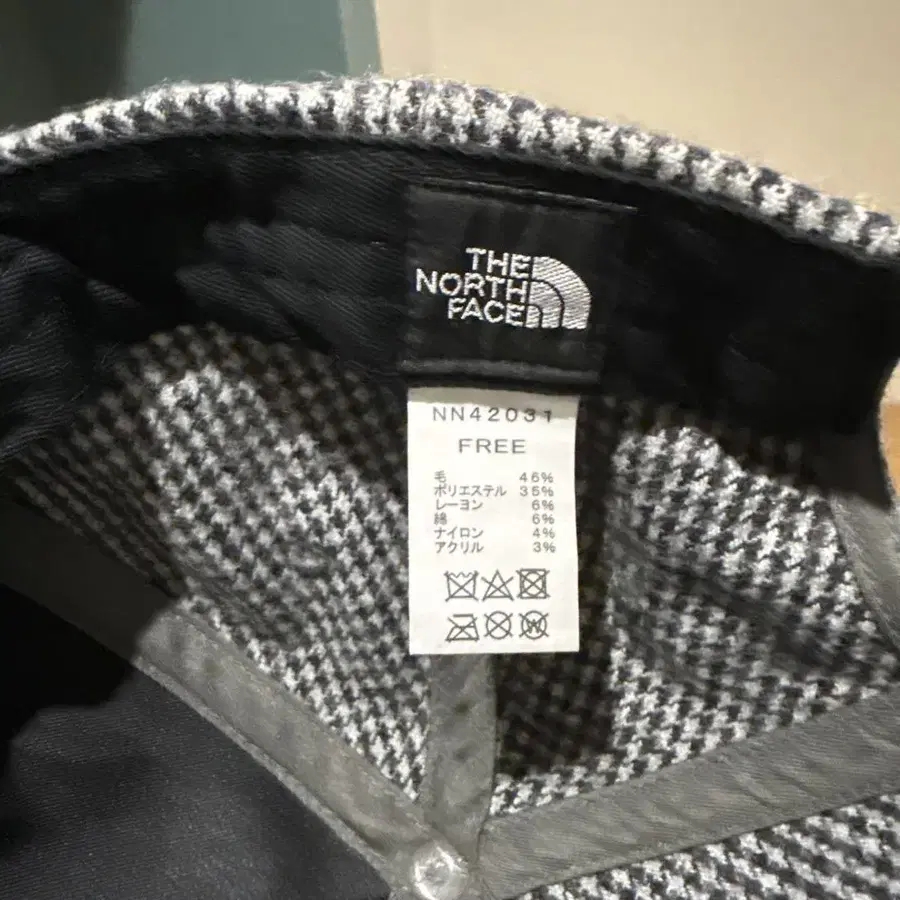 THE
NORTH
FACE
NN42031
FREE
毛 46%
ポリエステル 35%
レーヨン 6%
綿 6%
ナイロン 4%
アクリル 3%
W